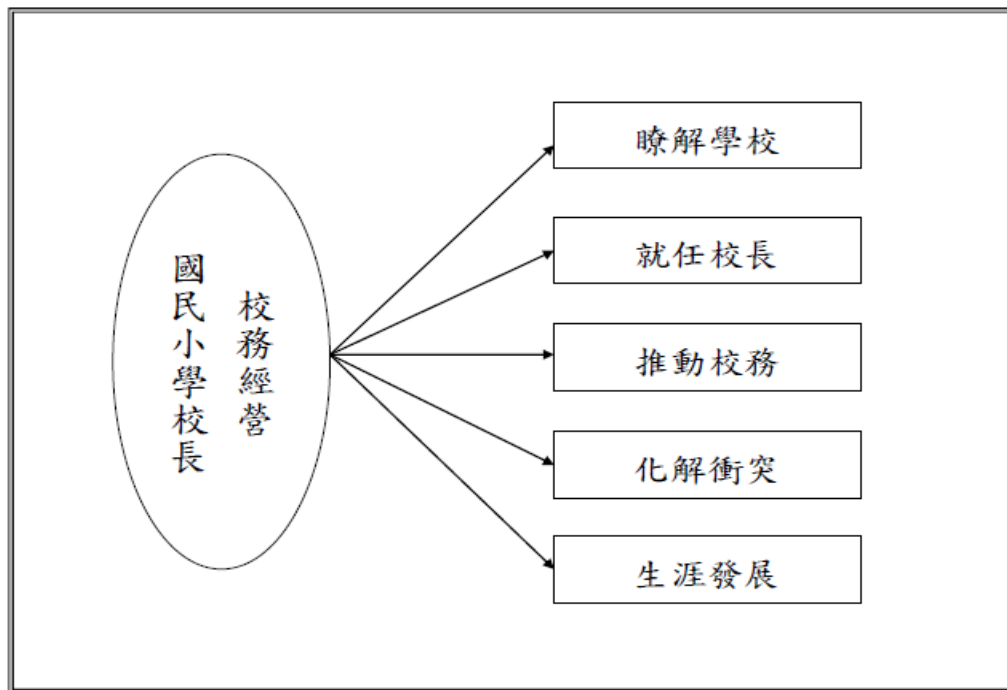 國民小學校長
校務經營
瞭解學校
就任校長
推動校務
化解衝突
生涯發展